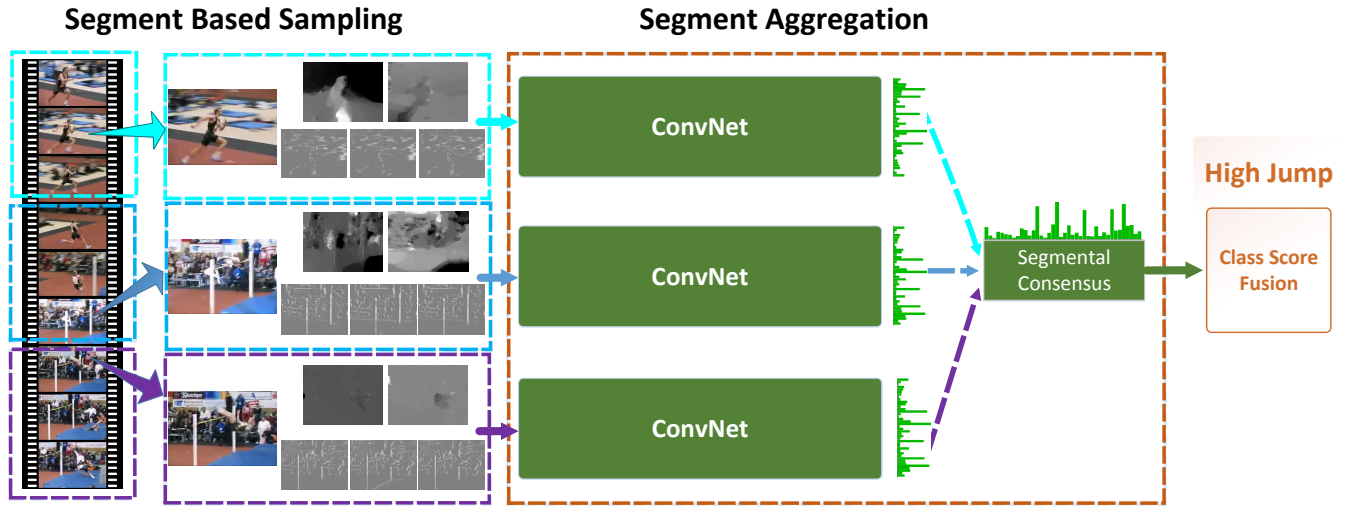 Segment Based Sampling
Segment Aggregation
ConvNet
ConvNet
ConvNet
Segmental
Consensus
High Jump
Class Score
Fusion